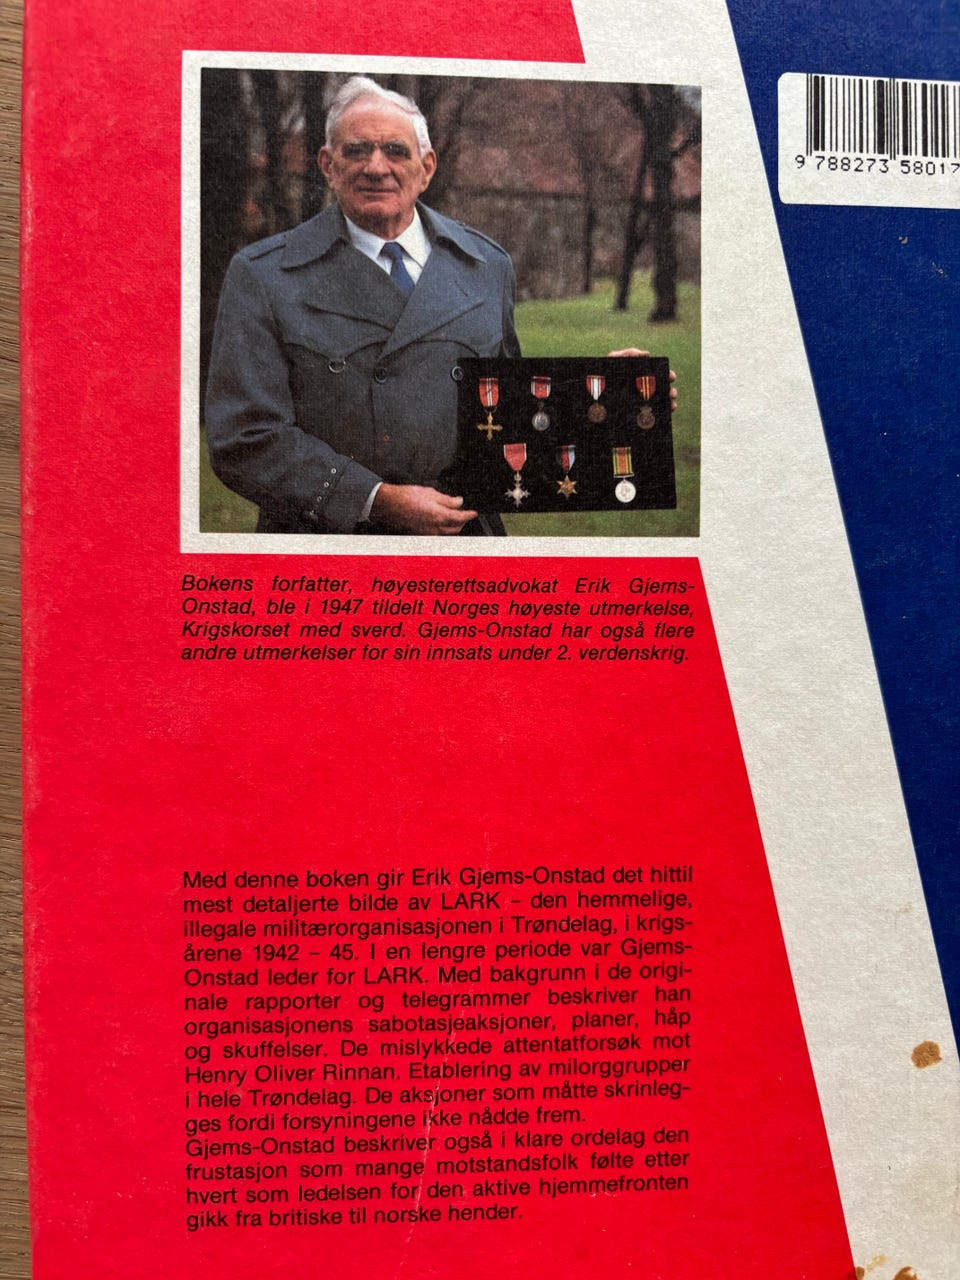 9 788273 58017
Bokens forfatter, høyesterettsadvokat Erik Gjems-
Onstad, ble i 1947 tildelt Norges høyeste utmerkelse,
Krigskorset med sverd. Gjems-Onstad har også flere
andre utmerkelser for sin innsats under 2. verdenskrig.
Med denne boken gir Erik Gjems-Onstad det hittil
mest detaljerte bilde av LARK – den hemmelige,
illegale militærorganisasjonen i Trøndelag, i krigs-
årene 1942 – 45. I en lengre periode var Gjems-
Onstad leder for LARK. Med bakgrunn i de origi-
nale rapporter og telegrammer beskriver han
organisasjonens sabotasjeaksjoner, planer, håp
og skuffelser. De mislykkede attentatforsøk mot
Henry Oliver Rinnan. Etablering av milorggrupper
i hele Trøndelag. De aksjoner som måtte skrinleg-
ges fordi forsyningene ikke nådde frem.
Gjems-Onstad beskriver også i klare ordelag den
frustasjon som mange motstandsfolk følte etter
hvert som ledelsen for den aktive hjemmefronten
gikk fra britiske til norske hender.